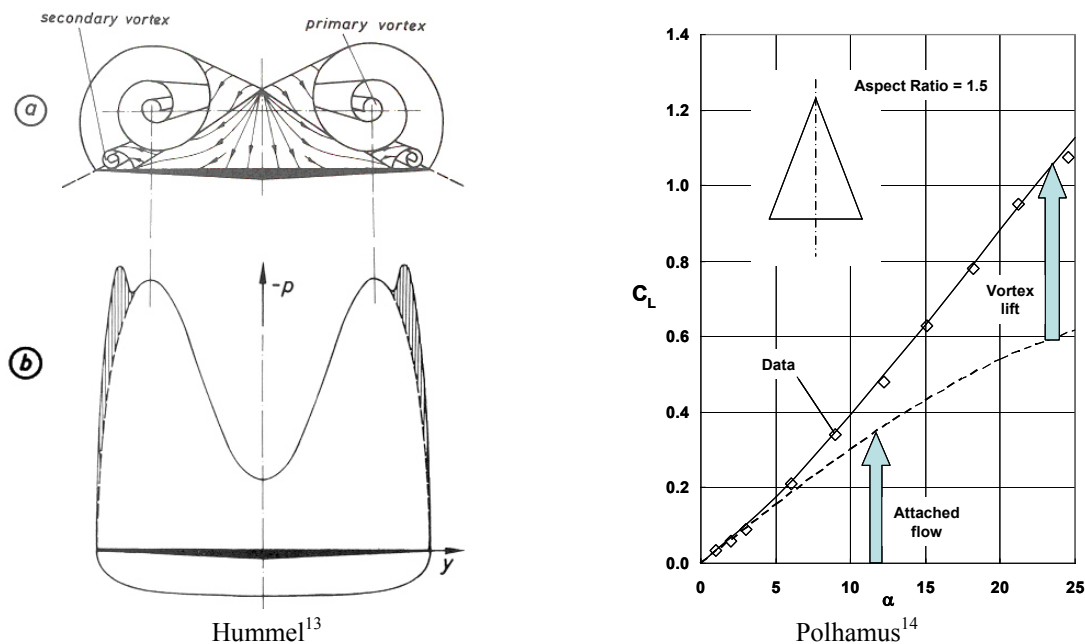 secondary vortex
primary vortex
a
b
-p
y
Hummel13
1.4
1.2
1.0
0.8
0.6
0.4
0.2
0.0
CL
Aspect Ratio = 1.5
Vortex
lift
Data
Attached
flow
0
5
10
15
20
25
α
Polhamus14